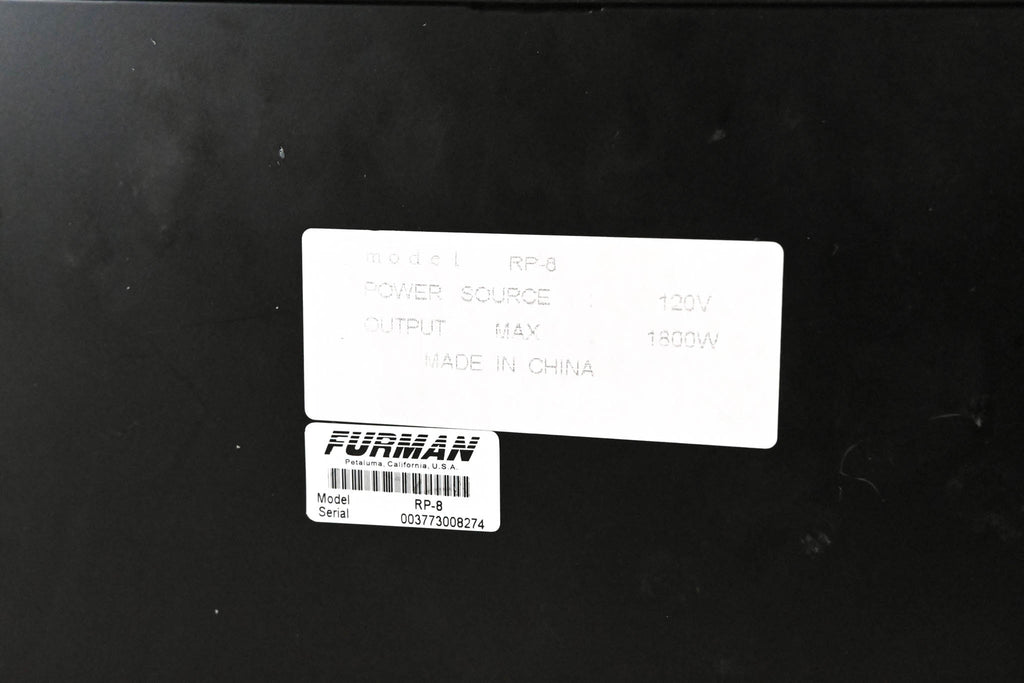 model RP-8
POWER SOURCE : 120V
OUTPUT MAX 1800W
MADE IN CHINA
FURMAN
Petaluma, California, U.S.A.
Model RP-8
Serial 003773008274